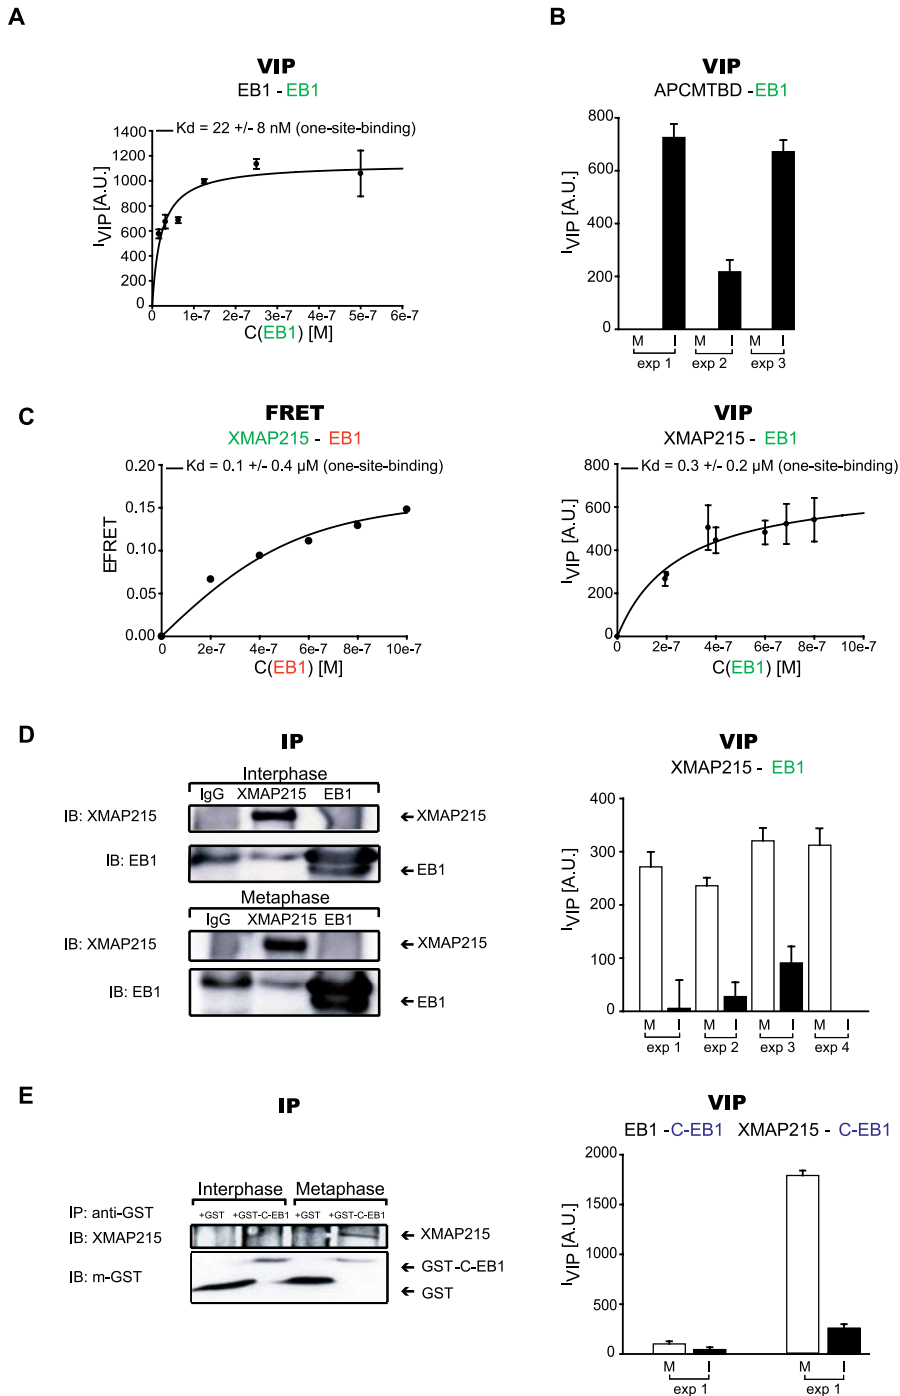 A
VIP
EB1 - EB1
Kd = 22 +/- 8 nM (one-site-binding)
IVIP [A.U.]
1400
1200
1000
800
600
400
200
0
0 1e-7 2e-7 3e-7 4e-7 5e-7 6e-7
C(EB1) [M]
B
VIP
APCMTBD - EB1
IVIP [A.U.]
800
600
400
200
0
M I M I M I
exp 1 exp 2 exp 3
C
FRET
XMAP215 - EB1
Kd = 0.1 +/- 0.4 µM (one-site-binding)
EFRET
0.20
0.15
0.10
0.05
0.00
0 2e-7 4e-7 6e-7 8e-7 10e-7
C(EB1) [M]
VIP
XMAP215 - EB1
Kd = 0.3 +/- 0.2 µM (one-site-binding)
IVIP [A.U.]
800
600
400
200
0
0 2e-7 4e-7 6e-7 8e-7 10e-7
C(EB1) [M]
D
IP
Interphase
IgG XMAP215 EB1
IB: XMAP215 ← XMAP215
IB: EB1 ← EB1
Metaphase
IgG XMAP215 EB1
IB: XMAP215 ← XMAP215
IB: EB1 ← EB1
VIP
XMAP215 - EB1
IVIP [A.U.]
400
300
200
100
0
M I M I M I M I
exp 1 exp 2 exp 3 exp 4
E
IP
Interphase Metaphase
IP: anti-GST +GST +GST-C-EB1 +GST +GST-C-EB1
IB: XMAP215 ← XMAP215
← GST-C-EB1
IB: m-GST
← GST
VIP
EB1 - C-EB1 XMAP215 - C-EB1
IVIP [A.U.]
2000
1500
1000
500
0
M I M I
exp 1 exp 1